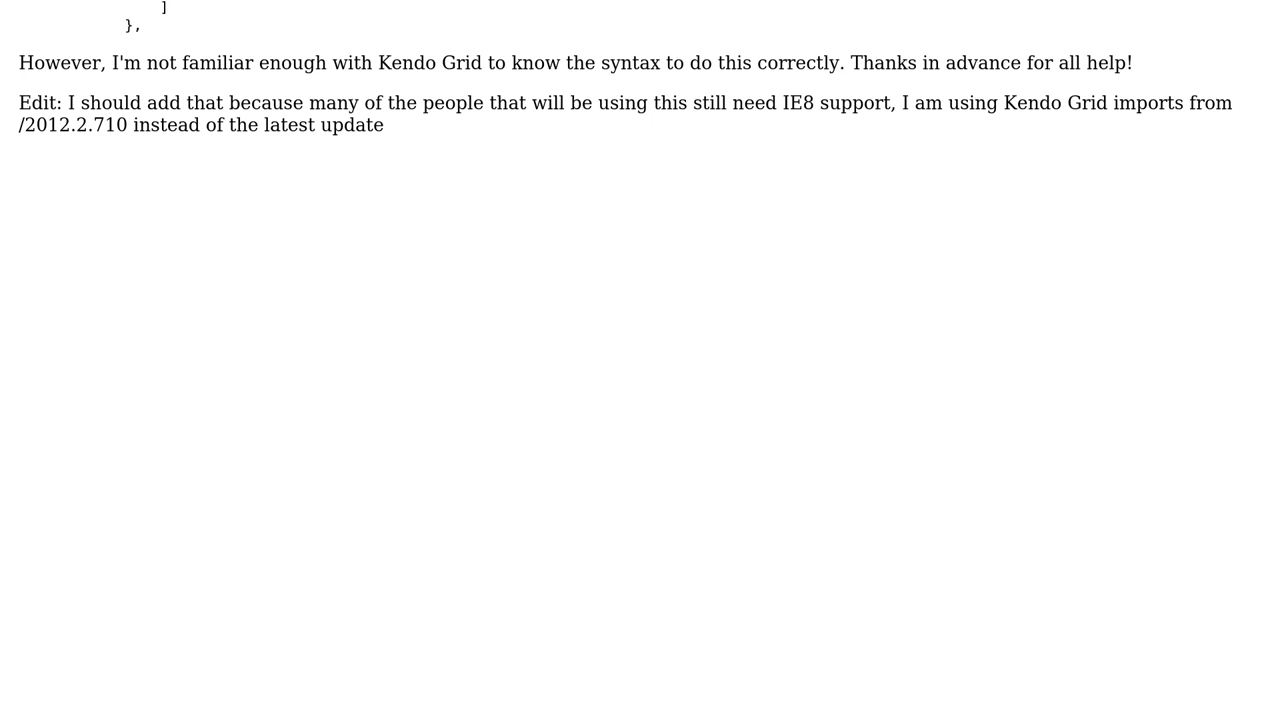 ]
},
However, I'm not familiar enough with Kendo Grid to know the syntax to do this correctly. Thanks in advance for all help!
Edit: I should add that because many of the people that will be using this still need IE8 support, I am using Kendo Grid imports from
/2012.2.710 instead of the latest update